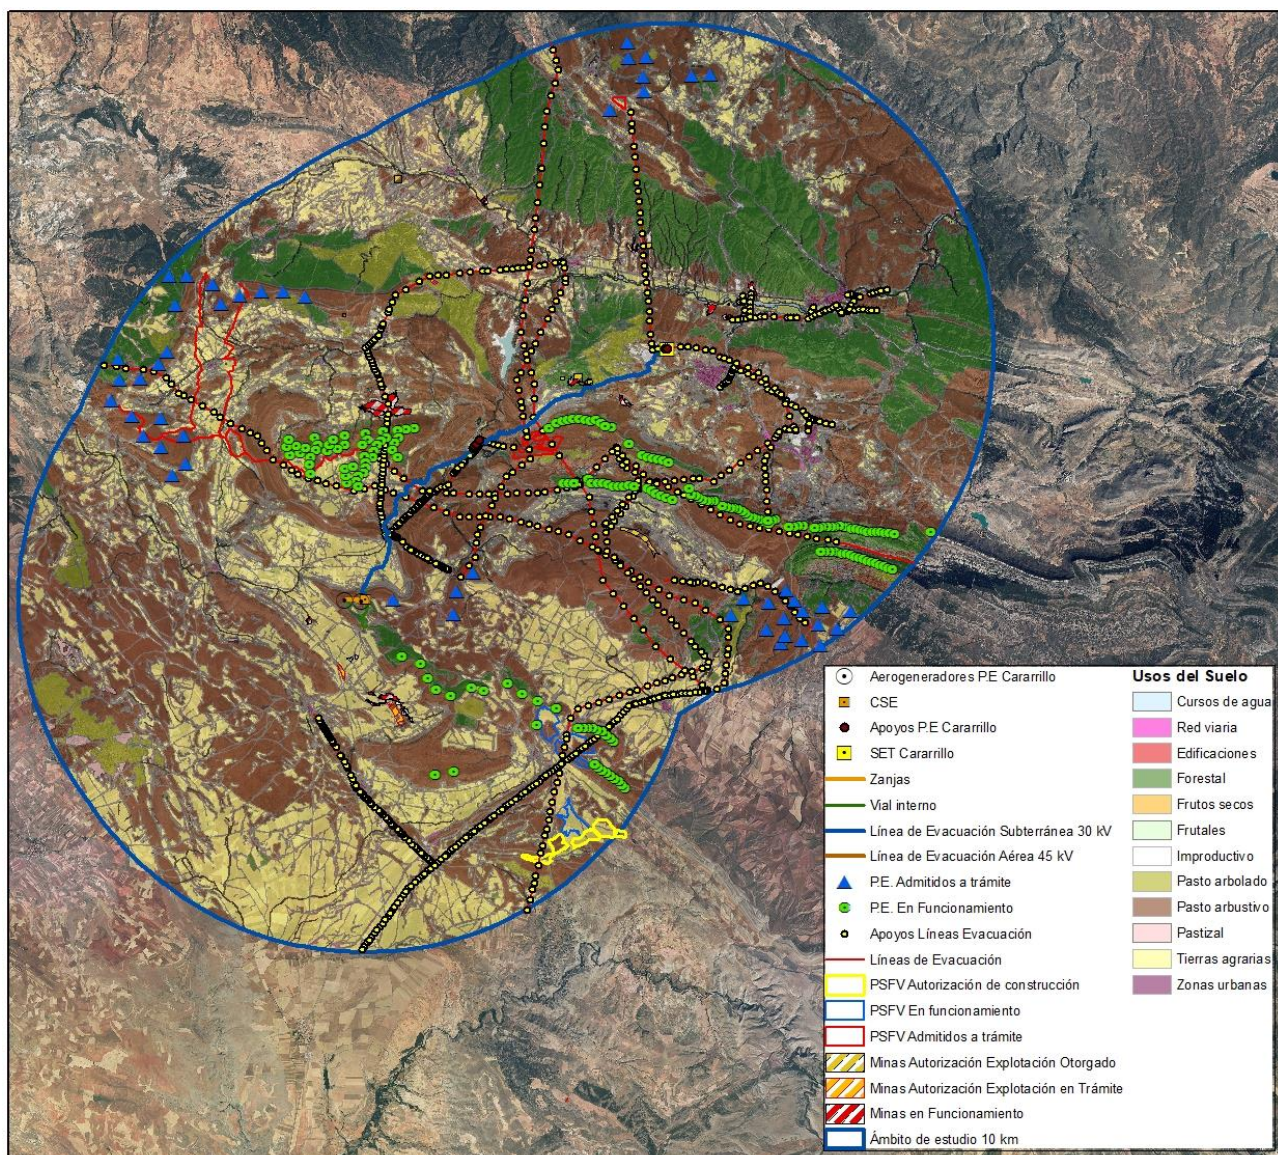 Aerogeneradores P.E Cararrillo
CSE
Apoyos P.E Cararrillo
SET Cararrillo
Zanjas
Vial interno
Línea de Evacuación Subterránea 30 kV
Línea de Evacuación Aérea 45 kV
P.E. Admitidos a trámite
P.E. En Funcionamiento
Apoyos Líneas Evacuación
Líneas de Evacuación
PSFV Autorización de construcción
PSFV En funcionamiento
PSFV Admitidos a trámite
Minas Autorización Explotación Otorgado
Minas Autorización Explotación en Trámite
Minas en Funcionamiento
Ámbito de estudio 10 km
Usos del Suelo
Cursos de agua
Red viaria
Edificaciones
Forestal
Frutos secos
Frutales
Improductivo
Pasto arbolado
Pasto arbustivo
Pastizal
Tierras agrarias
Zonas urbanas